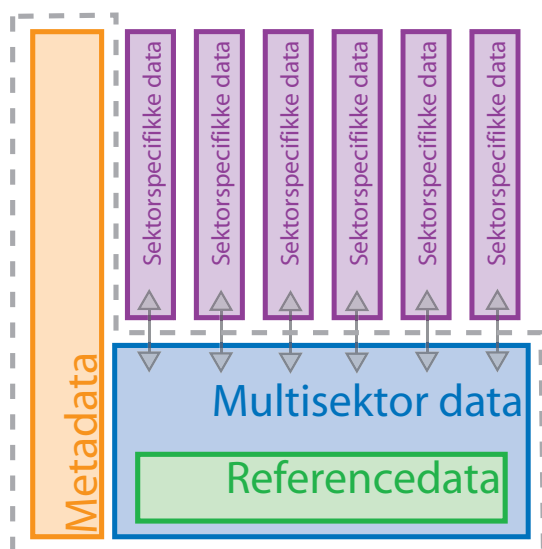 Metadata
Sektorspecifikke data
Sektorspecifikke data
Sektorspecifikke data
Sektorspecifikke data
Sektorspecifikke data
Sektorspecifikke data
Multisektor data
Referencedata